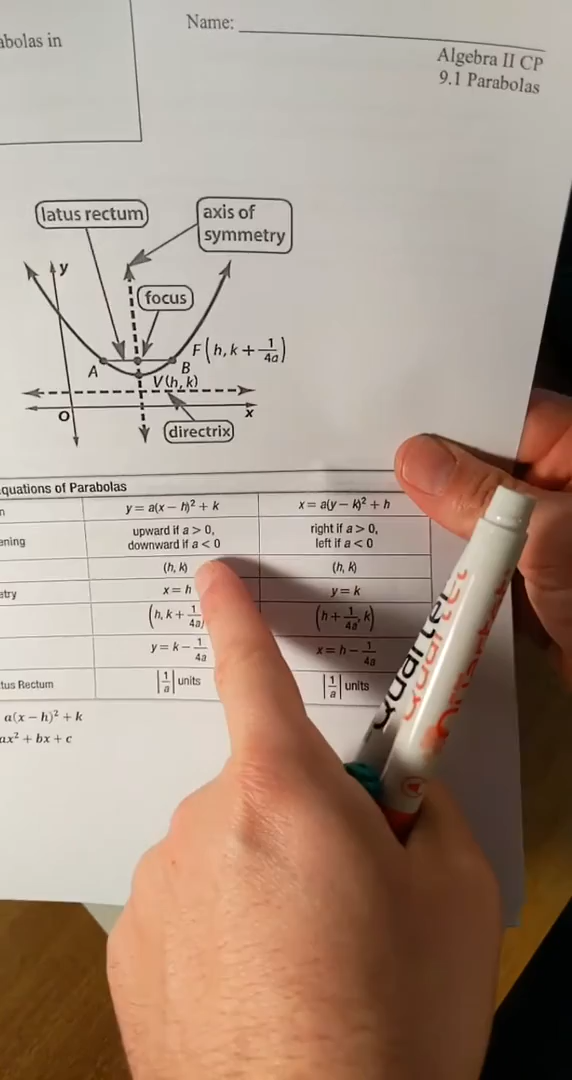 Name:
abolas in
Algebra II CP
9.1 Parabolas
latus rectum
axis of
symmetry
y
focus
F(h, k + 1/4a)
A
B
V(h, k)
O
x
directrix
quations of Parabolas
n
y = a(x − h)² + k
x = a(y − k)² + h
ening
upward if a > 0,
downward if a < 0
right if a > 0,
left if a < 0
(h, k)
(h, k)
etry
x = h
y = k
(h, k + 1/4a)
(h + 1/4a, k)
y = k − 1/4a
x = h − 1/4a
tus Rectum
|1/a| units
|1/a| units
a(x − h)² + k
ax² + bx + c
Quartet
Quartet